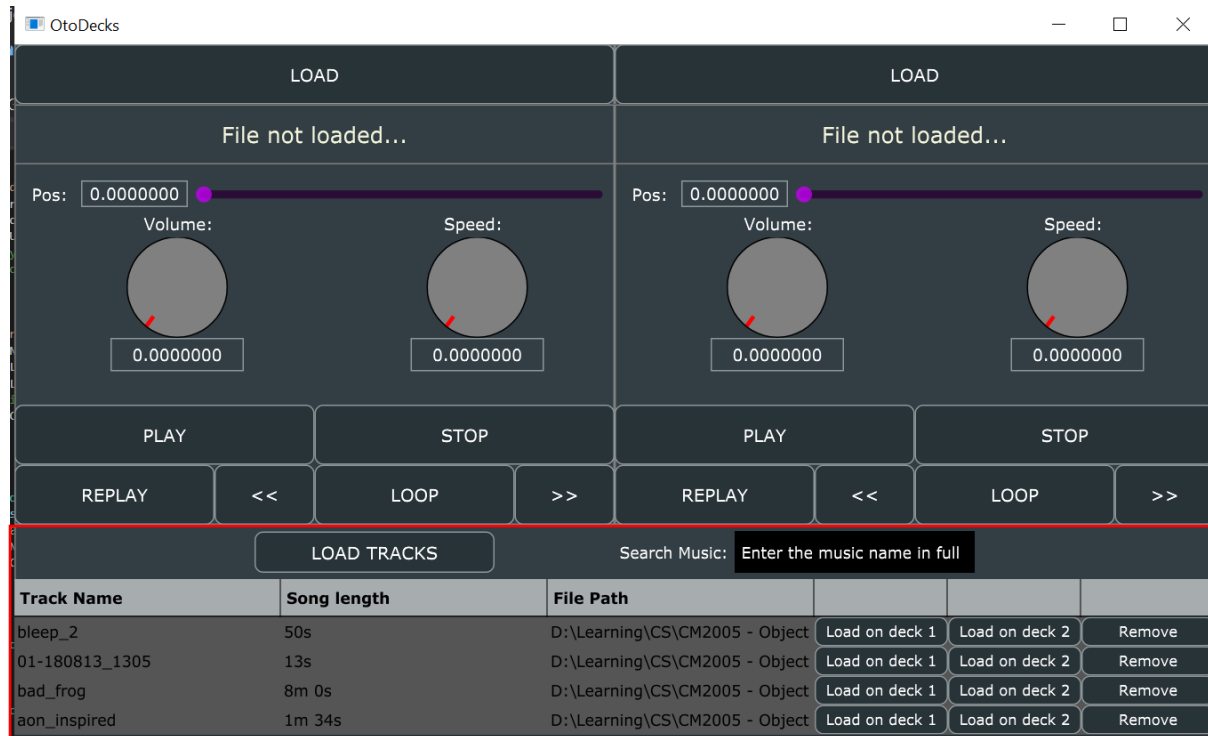 OtoDecks
LOAD LOAD
File not loaded... File not loaded...
Pos: 0.0000000 Pos: 0.0000000
Volume: Speed: Volume: Speed:
0.0000000 0.0000000 0.0000000 0.0000000
PLAY STOP PLAY STOP
REPLAY << LOOP >> REPLAY << LOOP >>
LOAD TRACKS Search Music: Enter the music name in full
Track Name Song length File Path
bleep_2 50s D:\Learning\CS\CM2005 - Object Load on deck 1 Load on deck 2 Remove
01-180813_1305 13s D:\Learning\CS\CM2005 - Object Load on deck 1 Load on deck 2 Remove
bad_frog 8m 0s D:\Learning\CS\CM2005 - Object Load on deck 1 Load on deck 2 Remove
aon_inspired 1m 34s D:\Learning\CS\CM2005 - Object Load on deck 1 Load on deck 2 Remove